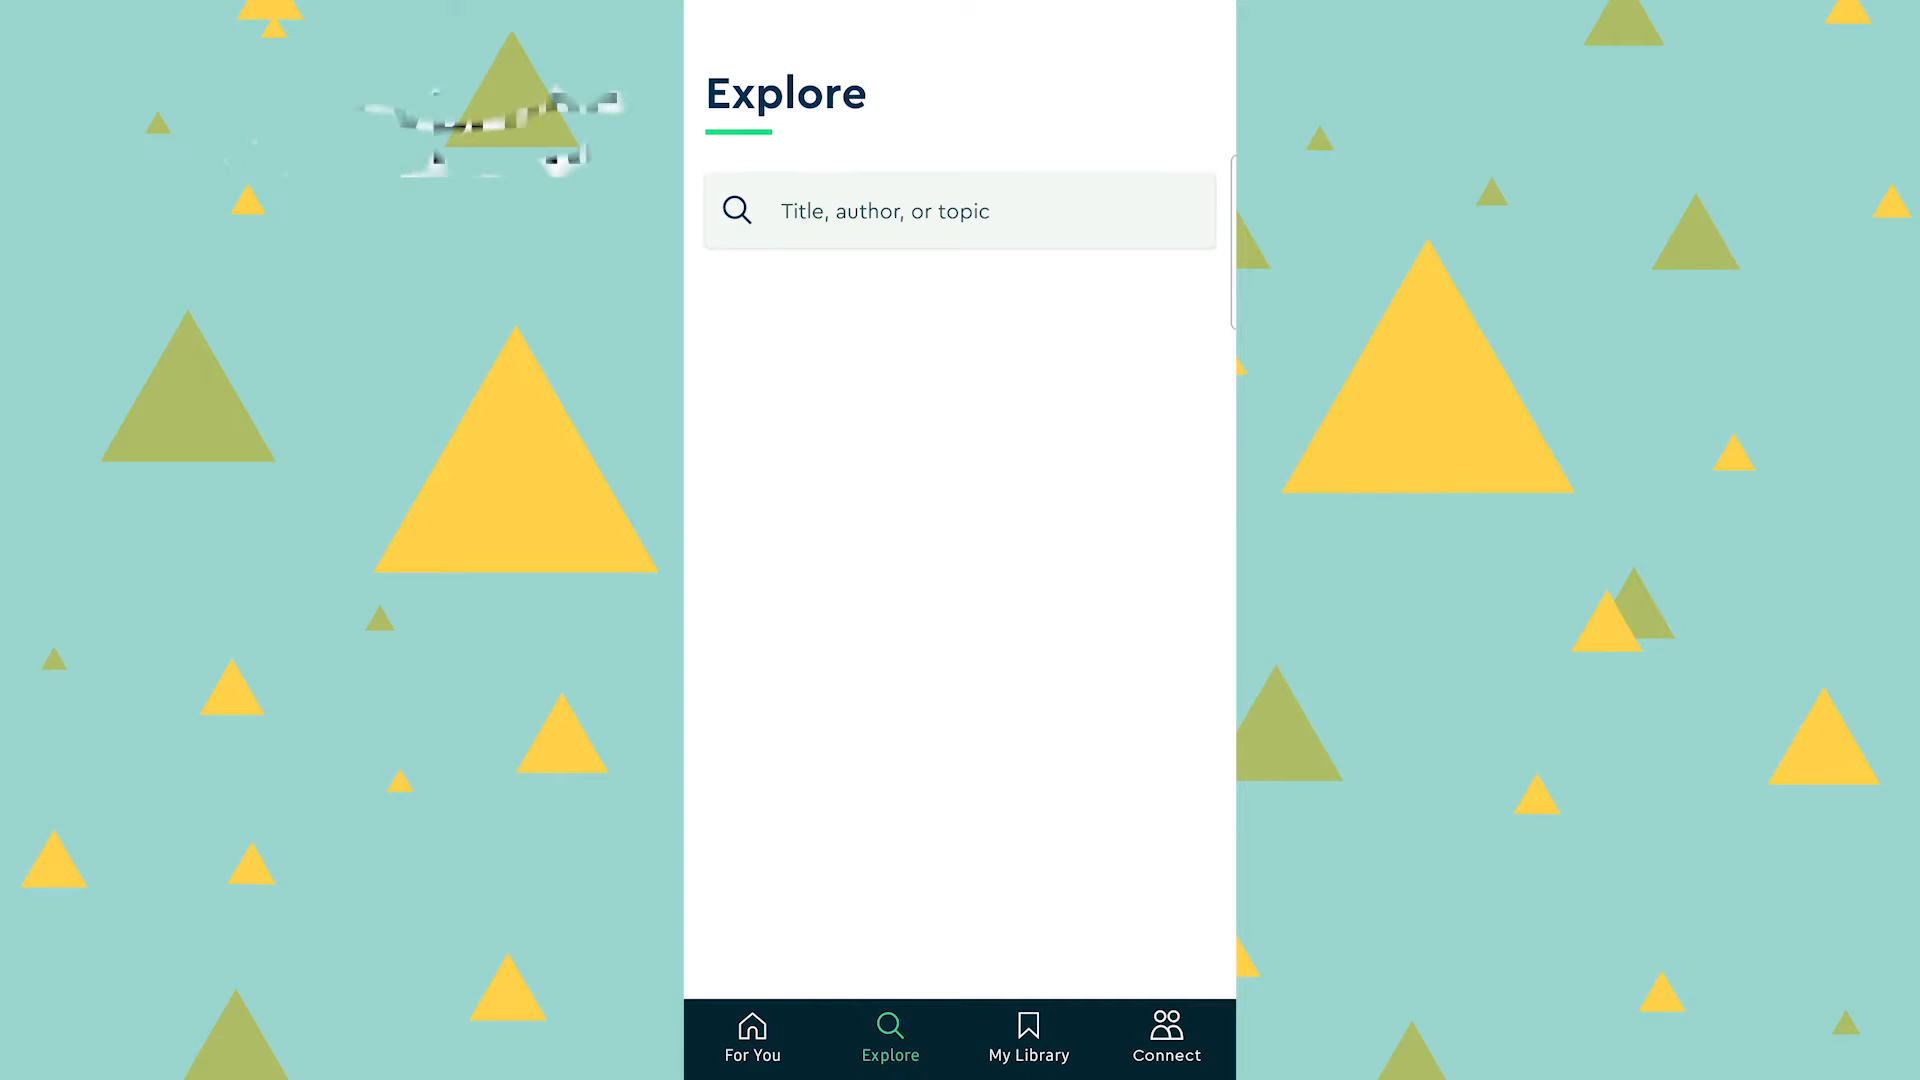 Explore
Title, author, or topic
For You
Explore
My Library
Connect